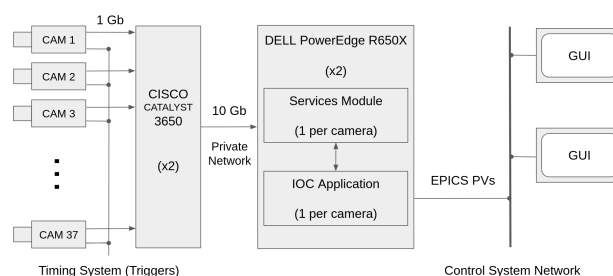 1 Gb
CAM 1
CAM 2
CAM 3
CAM 37
CISCO
CATALYST
3650
(x2)
10 Gb
Private
Network
DELL PowerEdge R650X
(x2)
Services Module
(1 per camera)
IOC Application
(1 per camera)
EPICS PVs
GUI
GUI
Timing System (Triggers)
Control System Network